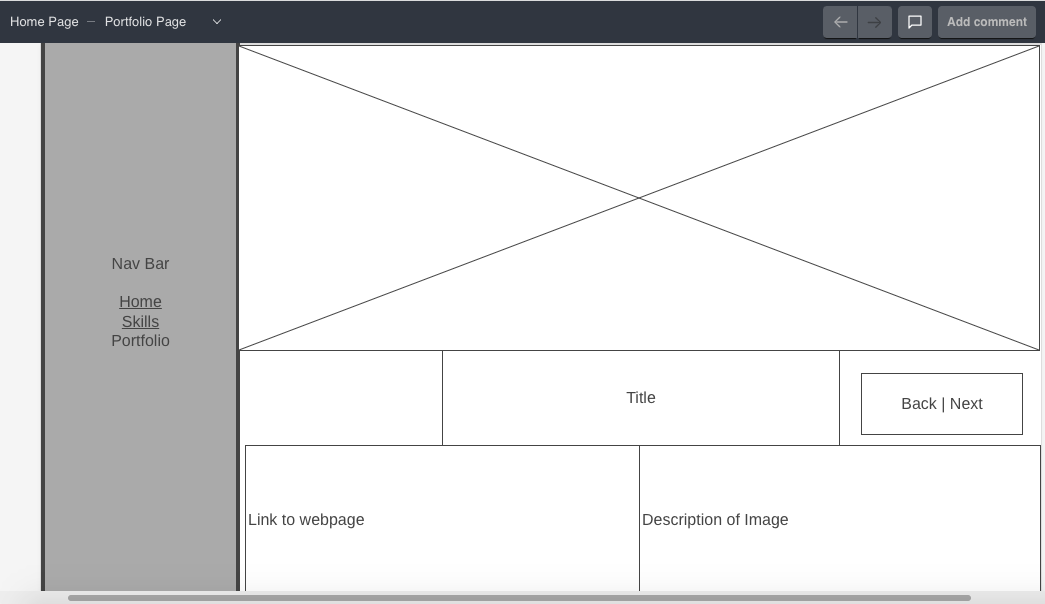 Home Page – Portfolio Page
Add comment
Nav Bar
Home
Skills
Portfolio
Title
Back | Next
Link to webpage
Description of Image